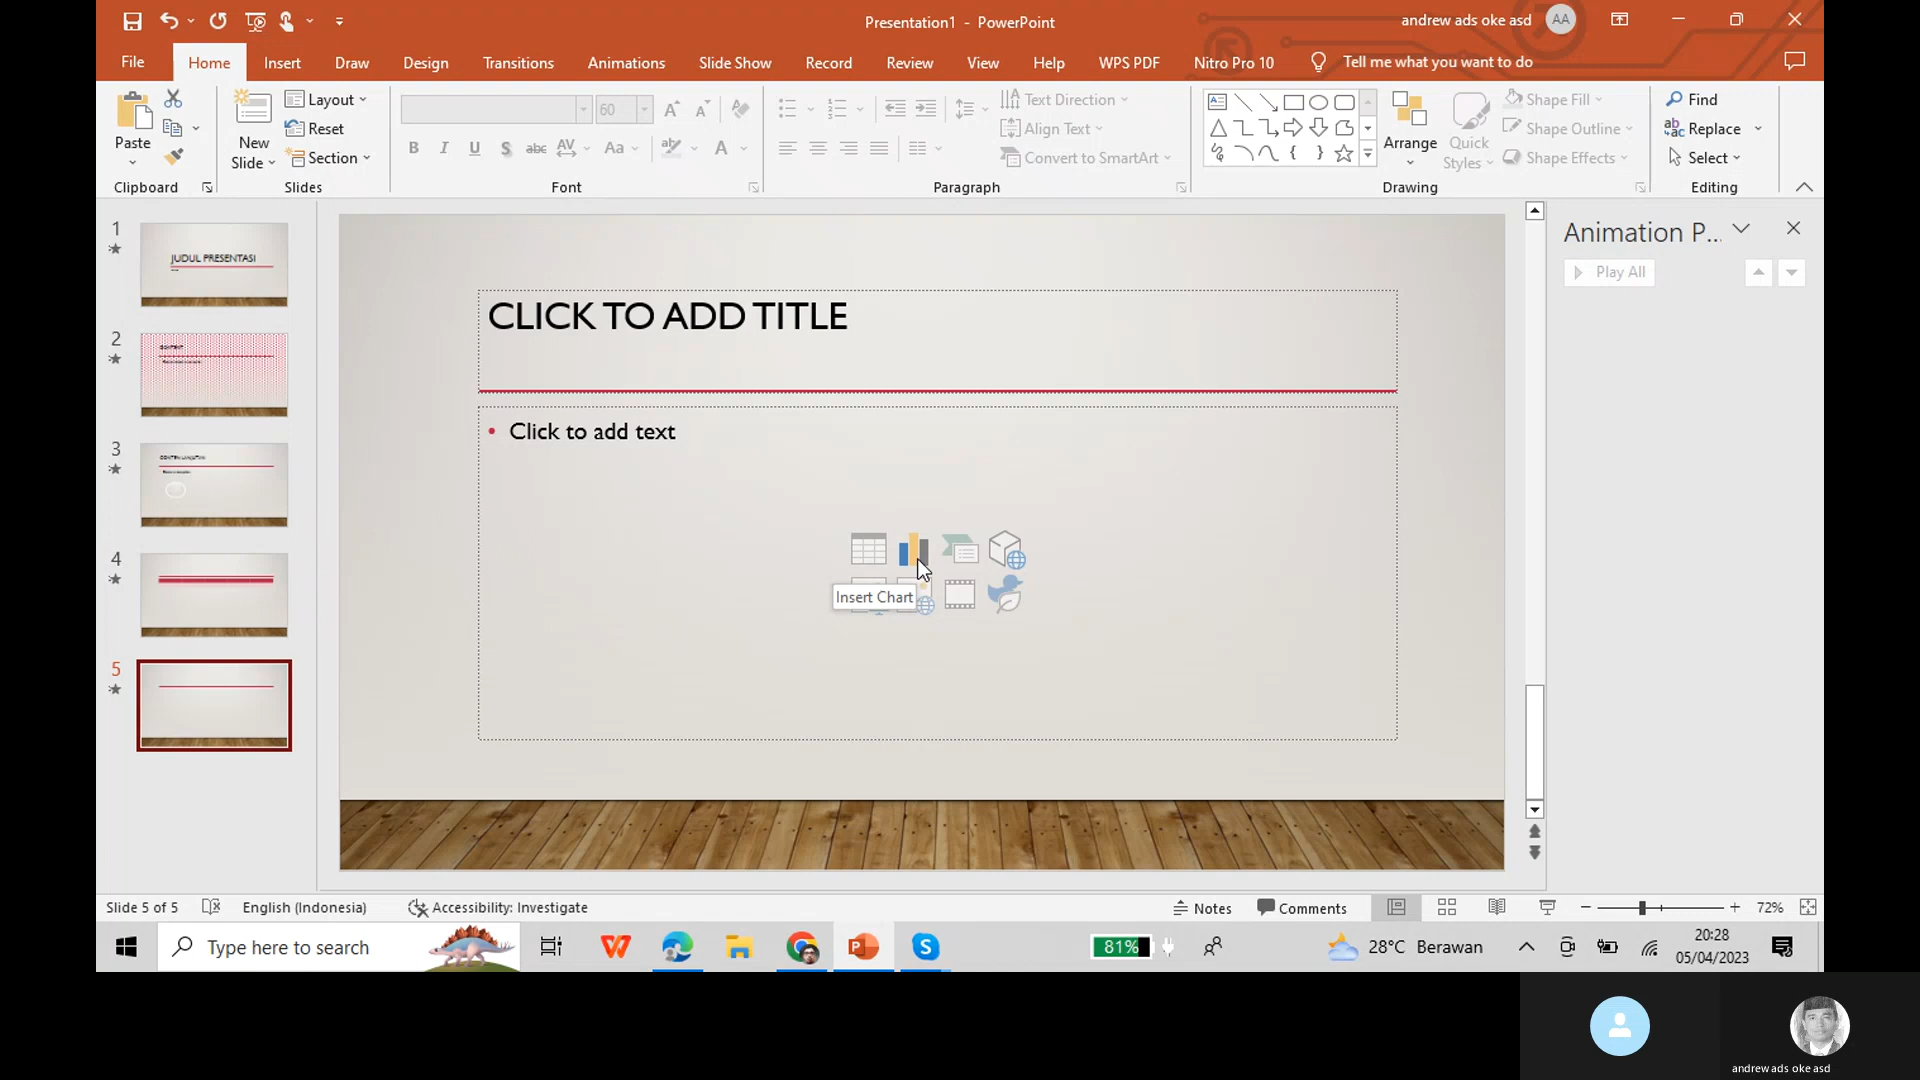 Presentation1 - PowerPoint
andrew ads oke asd
AA
File
Home
Insert
Draw
Design
Transitions
Animations
Slide Show
Record
Review
View
Help
WPS PDF
Nitro Pro 10
Tell me what you want to do
Paste
Clipboard
New
Slide
Layout
Reset
Section
Slides
60
B I U S abc AV Aa A
Font
Text Direction
Align Text
Convert to SmartArt
Paragraph
Arrange
Quick
Styles
Shape Fill
Shape Outline
Shape Effects
Drawing
Find
Replace
Select
Editing
1
JUDUL PRESENTASI
2
CONTENT
3
4
5
CLICK TO ADD TITLE
• Click to add text
Insert Chart
Animation P...
Play All
Slide 5 of 5
English (Indonesia)
Accessibility: Investigate
Notes
Comments
72%
Type here to search
81%
28°C Berawan
20:28
05/04/2023
andrew ads oke asd